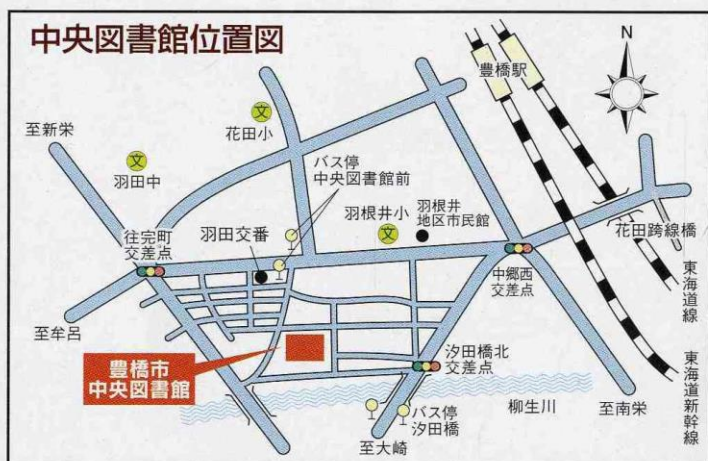 中央図書館位置図
N
豊橋駅
至新栄
文
花田小
文
羽田中
バス停
中央図書館前
羽根井小
文
羽根井
地区市民館
花田跨線橋
往完町
交差点
羽田交番
中郷西
交差点
東海道線
至牟呂
豊橋市
中央図書館
汐田橋北
交差点
東海道新幹線
柳生川
至南栄
バス停
汐田橋
至大崎